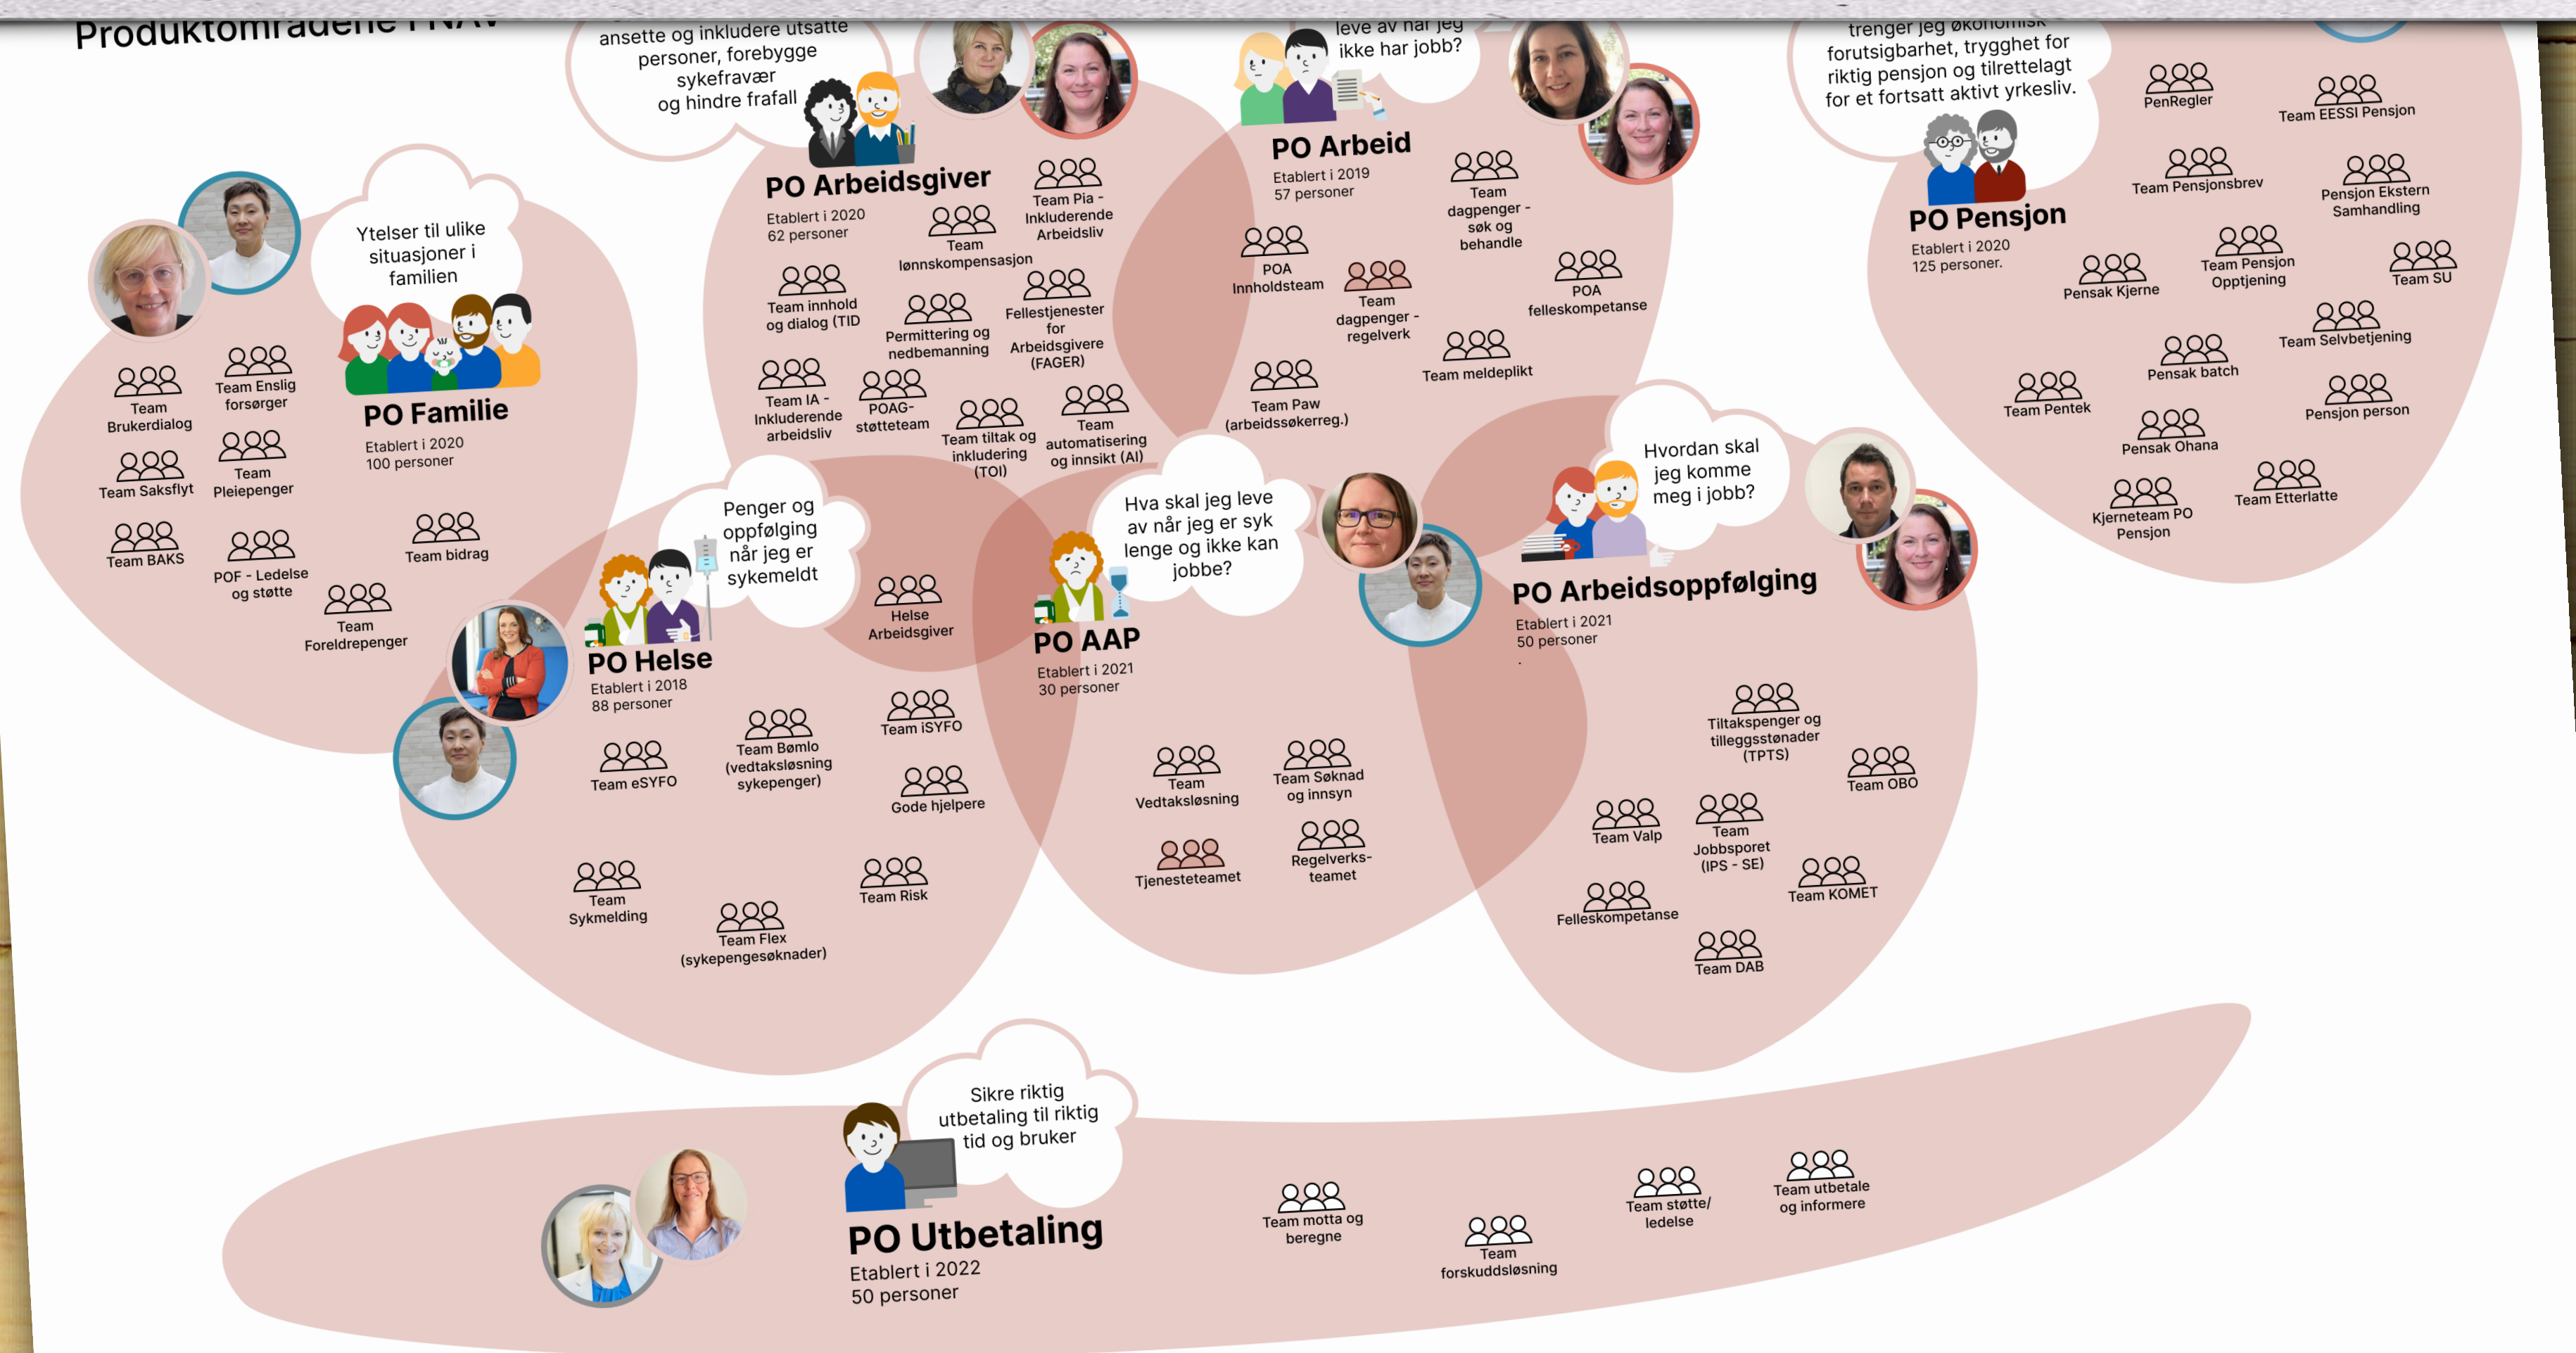 Produktområdene i NAV
ansette og inkludere utsatte
personer, forebygge
sykefravær
og hindre frafall
PO Arbeidsgiver
Etablert i 2020
62 personer
Team Pia -
Inkluderende
Arbeidsliv
Team
lønnskompensasjon
Team innhold
og dialog (TID
Permittering og
nedbemanning
Fellestjenester
for
Arbeidsgivere
(FAGER)
Team IA -
Inkluderende
arbeidsliv
POAG-
støtteteam
Team tiltak og
inkludering
(TOI)
Team
automatisering
og innsikt (AI)
leve av når jeg
ikke har jobb?
PO Arbeid
Etablert i 2019
57 personer
Team
dagpenger -
søk og
behandle
POA
Innholdsteam
Team
dagpenger -
regelverk
POA
felleskompetanse
Team meldeplikt
Team Paw
(arbeidssøkerreg.)
trenger jeg økonomisk
forutsigbarhet, trygghet for
riktig pensjon og tilrettelagt
for et fortsatt aktivt yrkesliv.
PO Pensjon
Etablert i 2020
125 personer.
PenRegler
Team EESSI Pensjon
Team Pensjonsbrev
Pensjon Ekstern
Samhandling
Pensak Kjerne
Team Pensjon
Opptjening
Team SU
Team Selvbetjening
Pensak batch
Team Pentek
Pensjon person
Pensak Ohana
Kjerneteam PO
Pensjon
Team Etterlatte
Ytelser til ulike
situasjoner i
familien
PO Familie
Etablert i 2020
100 personer
Team
Brukerdialog
Team Enslig
forsørger
Team Saksflyt
Team
Pleiepenger
Team BAKS
POF - Ledelse
og støtte
Team bidrag
Team
Foreldrepenger
Penger og
oppfølging
når jeg er
sykemeldt
PO Helse
Etablert i 2018
88 personer
Helse
Arbeidsgiver
Team iSYFO
Team eSYFO
Team Bømlo
(vedtaksløsning
sykepenger)
Gode hjelpere
Team
Sykmelding
Team Risk
Team Flex
(sykepengesøknader)
Hva skal jeg leve
av når jeg er syk
lenge og ikke kan
jobbe?
PO AAP
Etablert i 2021
30 personer
Team
Vedtaksløsning
Team Søknad
og innsyn
Tjenesteteamet
Regelverks-
teamet
Hvordan skal
jeg komme
meg i jobb?
PO Arbeidsoppfølging
Etablert i 2021
50 personer
.
Tiltakspenger og
tilleggsstønader
(TPTS)
Team OBO
Team Valp
Team
Jobbsporet
(IPS - SE)
Team KOMET
Felleskompetanse
Team DAB
Sikre riktig
utbetaling til riktig
tid og bruker
PO Utbetaling
Etablert i 2022
50 personer
Team motta og
beregne
Team
forskuddsløsning
Team støtte/
ledelse
Team utbetale
og informere